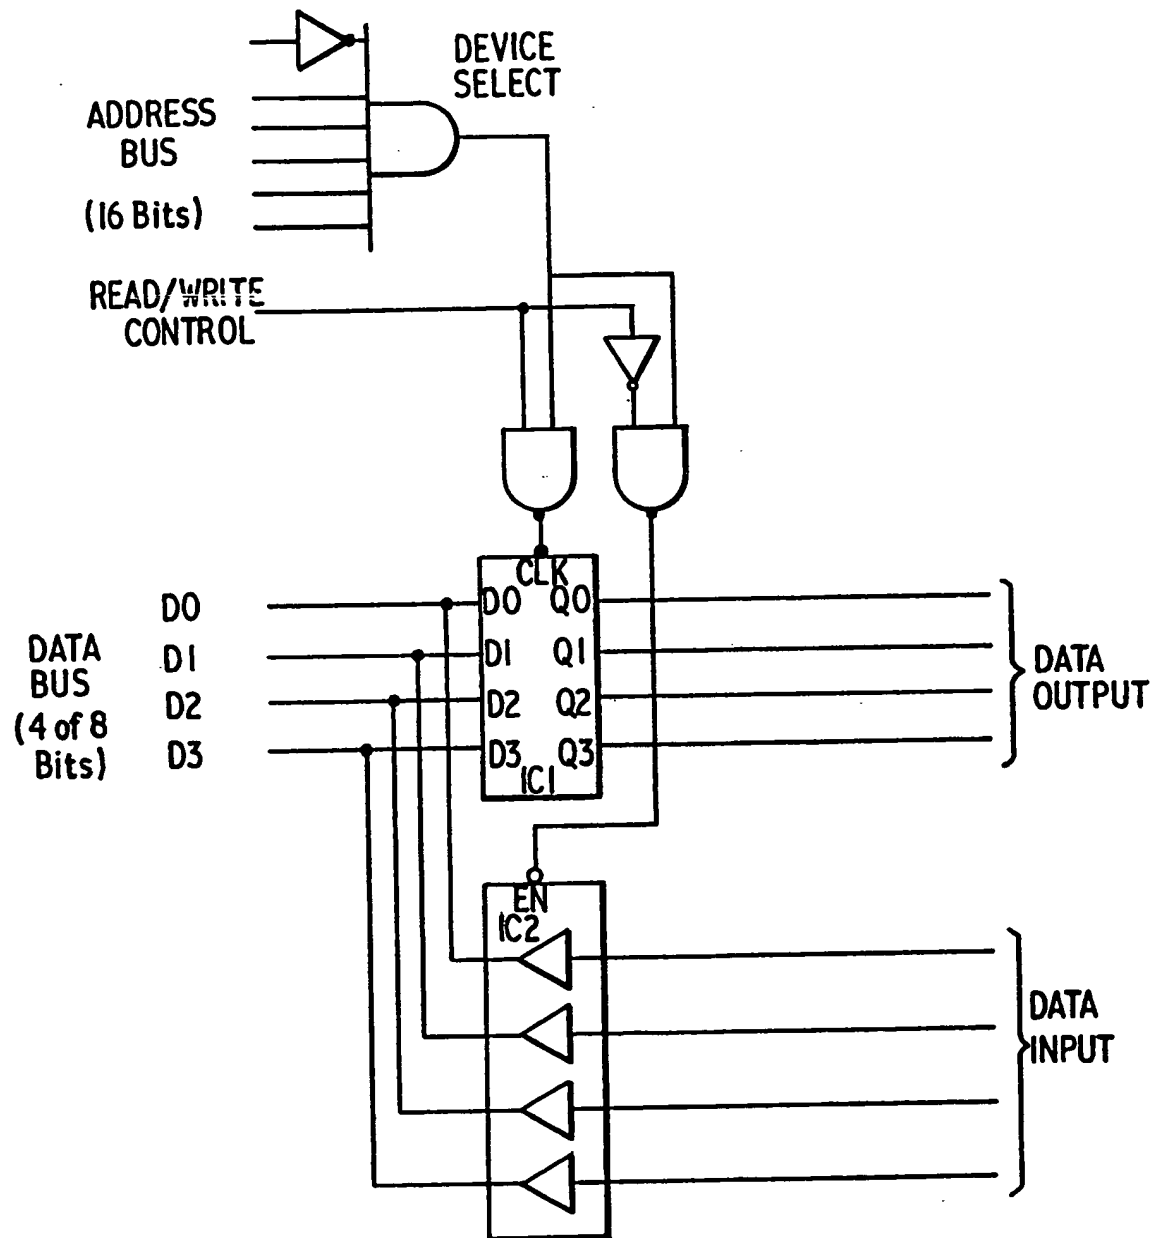 DEVICE
SELECT
ADDRESS
BUS
(16 Bits)
READ/WRITE
CONTROL
CLK
D0 D0 Q0
D1 D1 Q1
D2 D2 Q2
D3 D3 Q3
IC1
DATA
BUS
(4 of 8
Bits)
DATA
OUTPUT
EN
IC2
DATA
INPUT